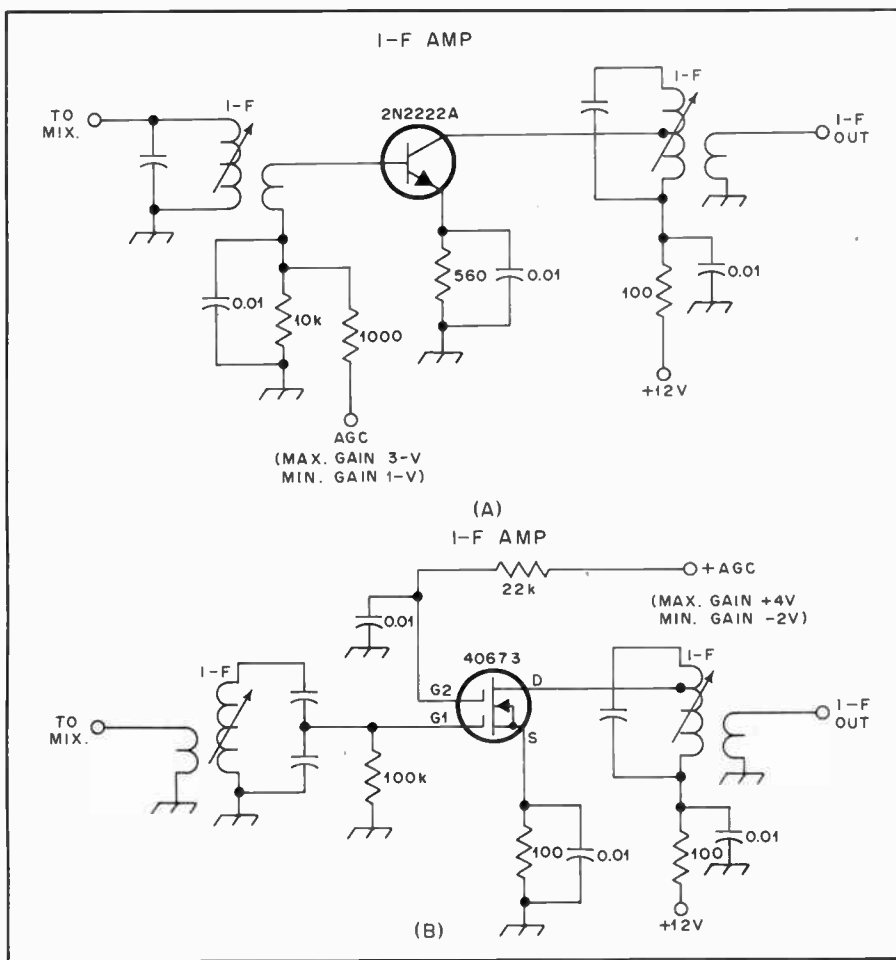 I-F AMP
2N2222A
I-F
TO
MIX.
I-F
I-F
OUT
0.01
10k
1000
560
0.01
100
0.01
+12V
AGC
(MAX. GAIN 3-V
MIN. GAIN 1-V)
(A)
I-F AMP
22k
+AGC
(MAX. GAIN +4V
MIN. GAIN -2V)
0.01
40673
I-F
G2
D
I-F
TO
MIX.
G1
S
I-F
OUT
100k
100
0.01
100
0.01
+12V
(B)